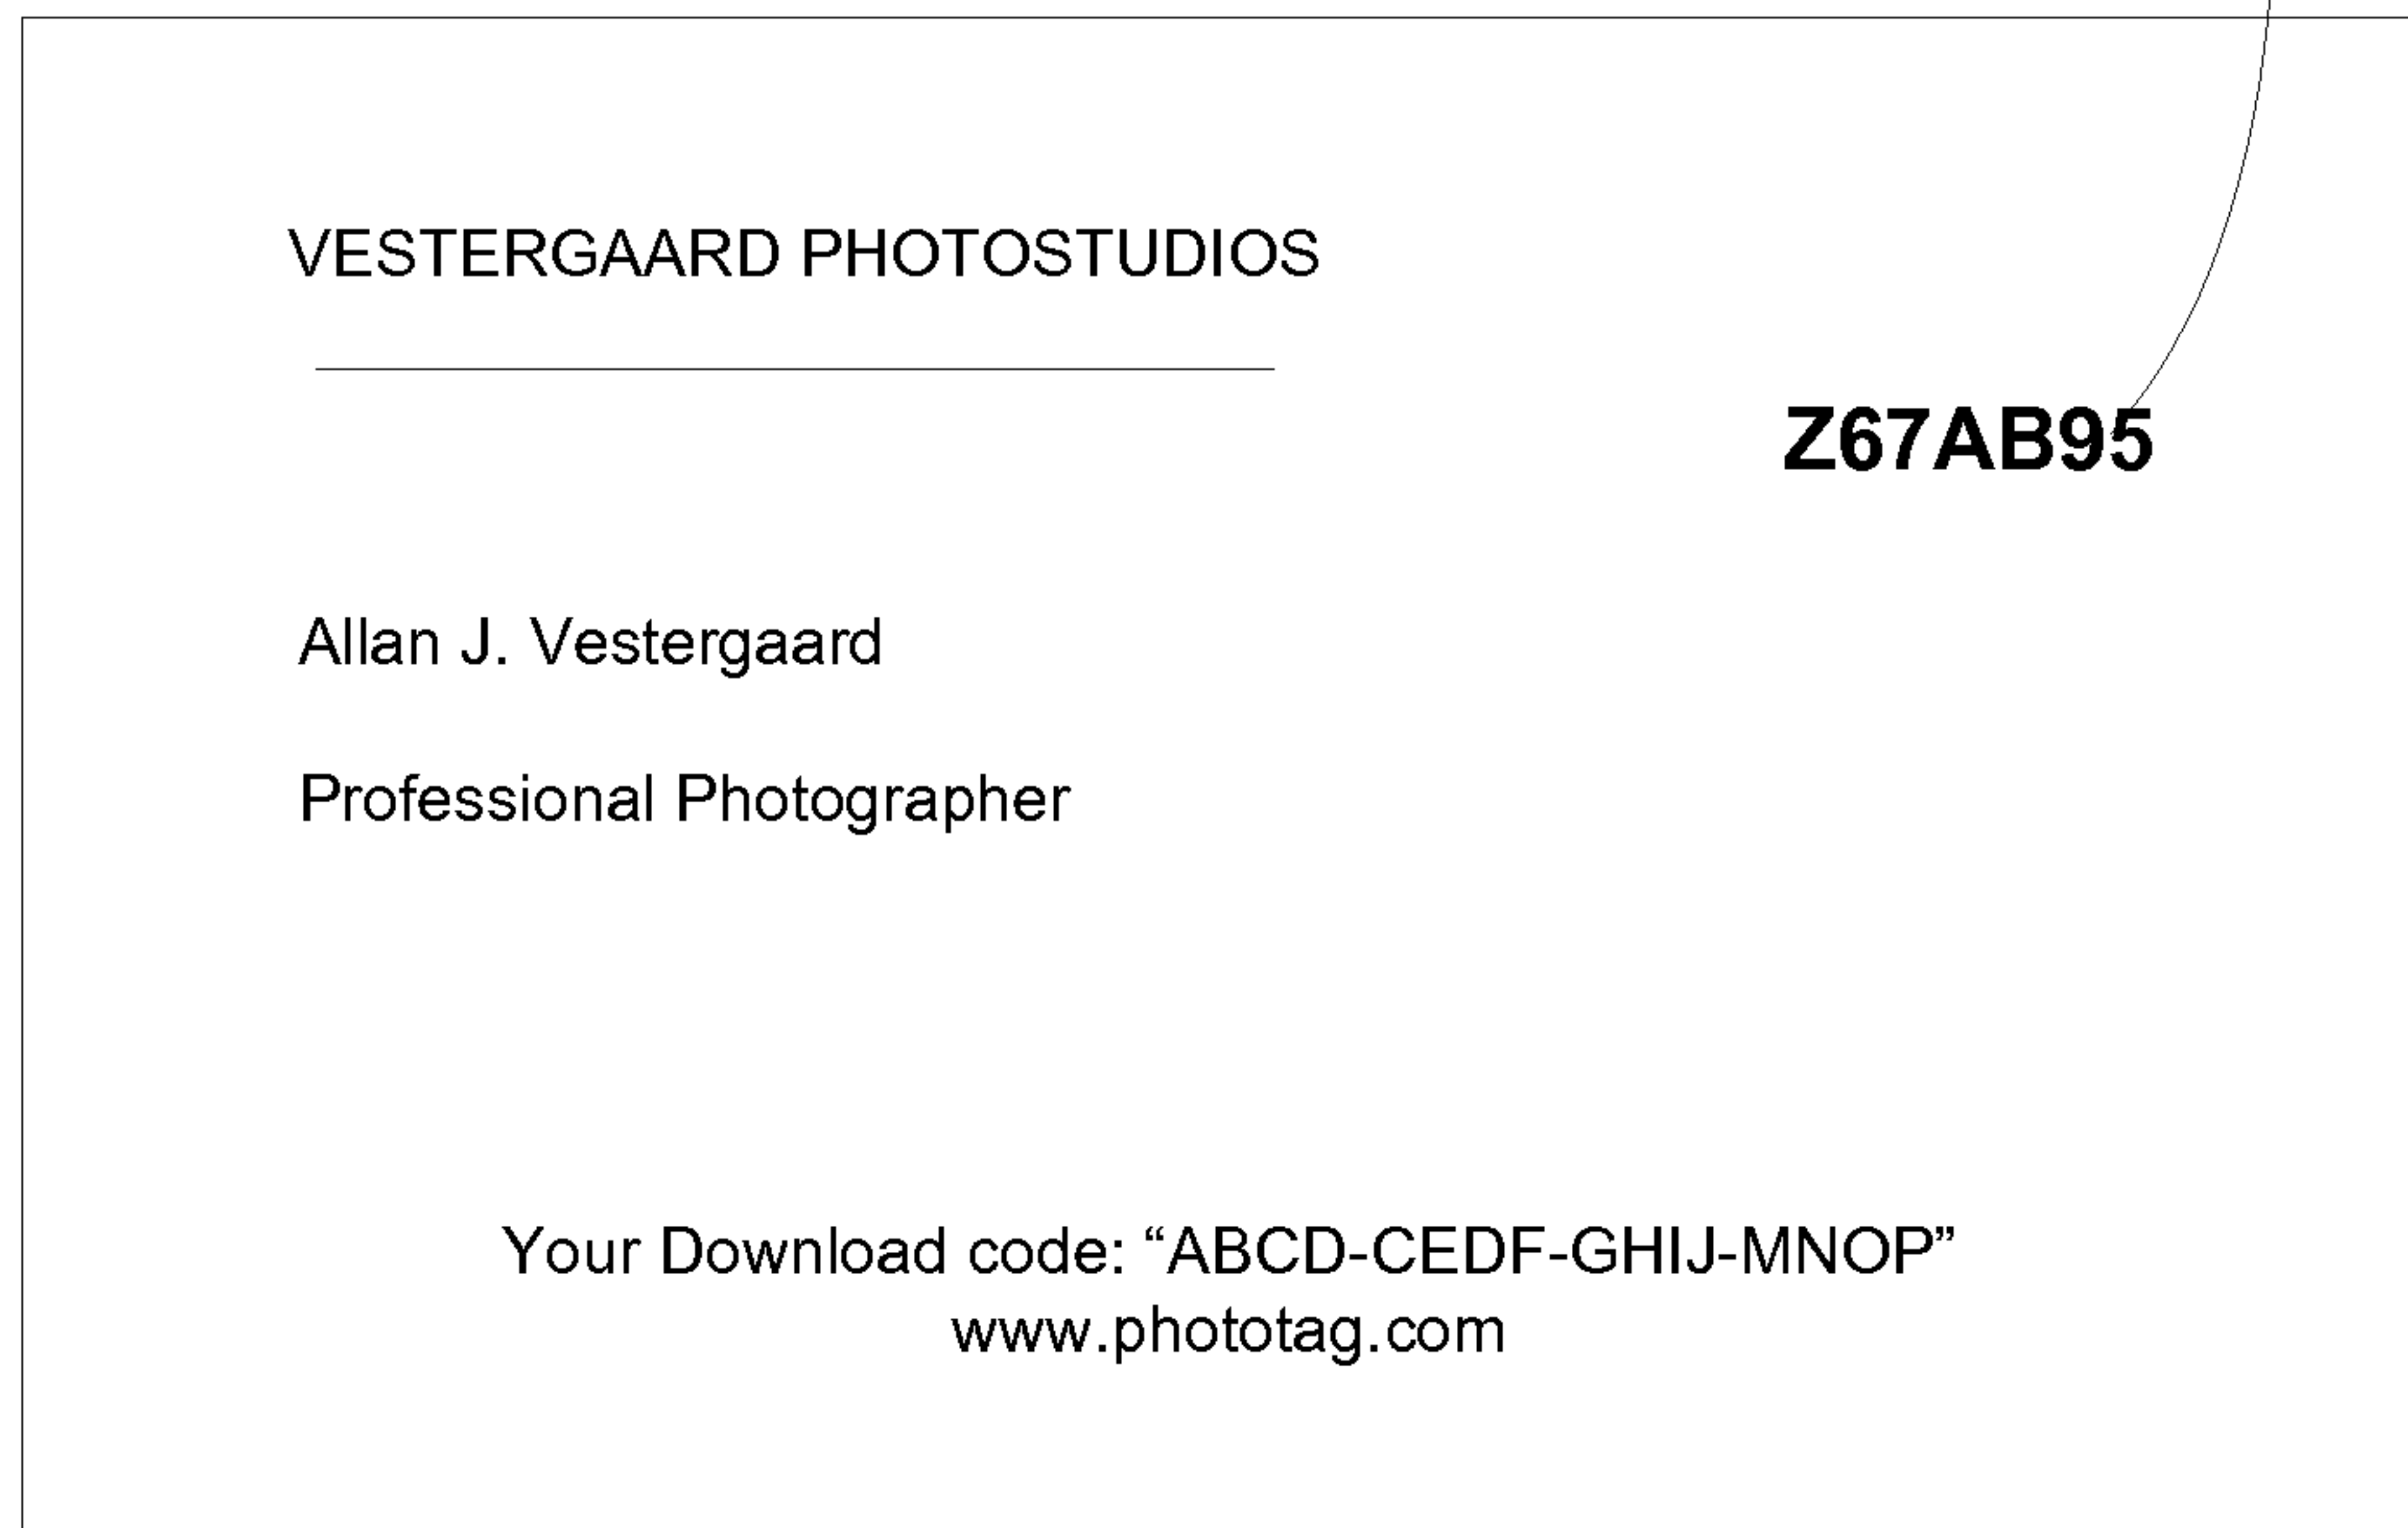 VESTERGAARD PHOTOSTUDIOS
Z67AB95
Allan J. Vestergaard
Professional Photographer
Your Download code: “ABCD-CEDF-GHIJ-MNOP”
www.phototag.com